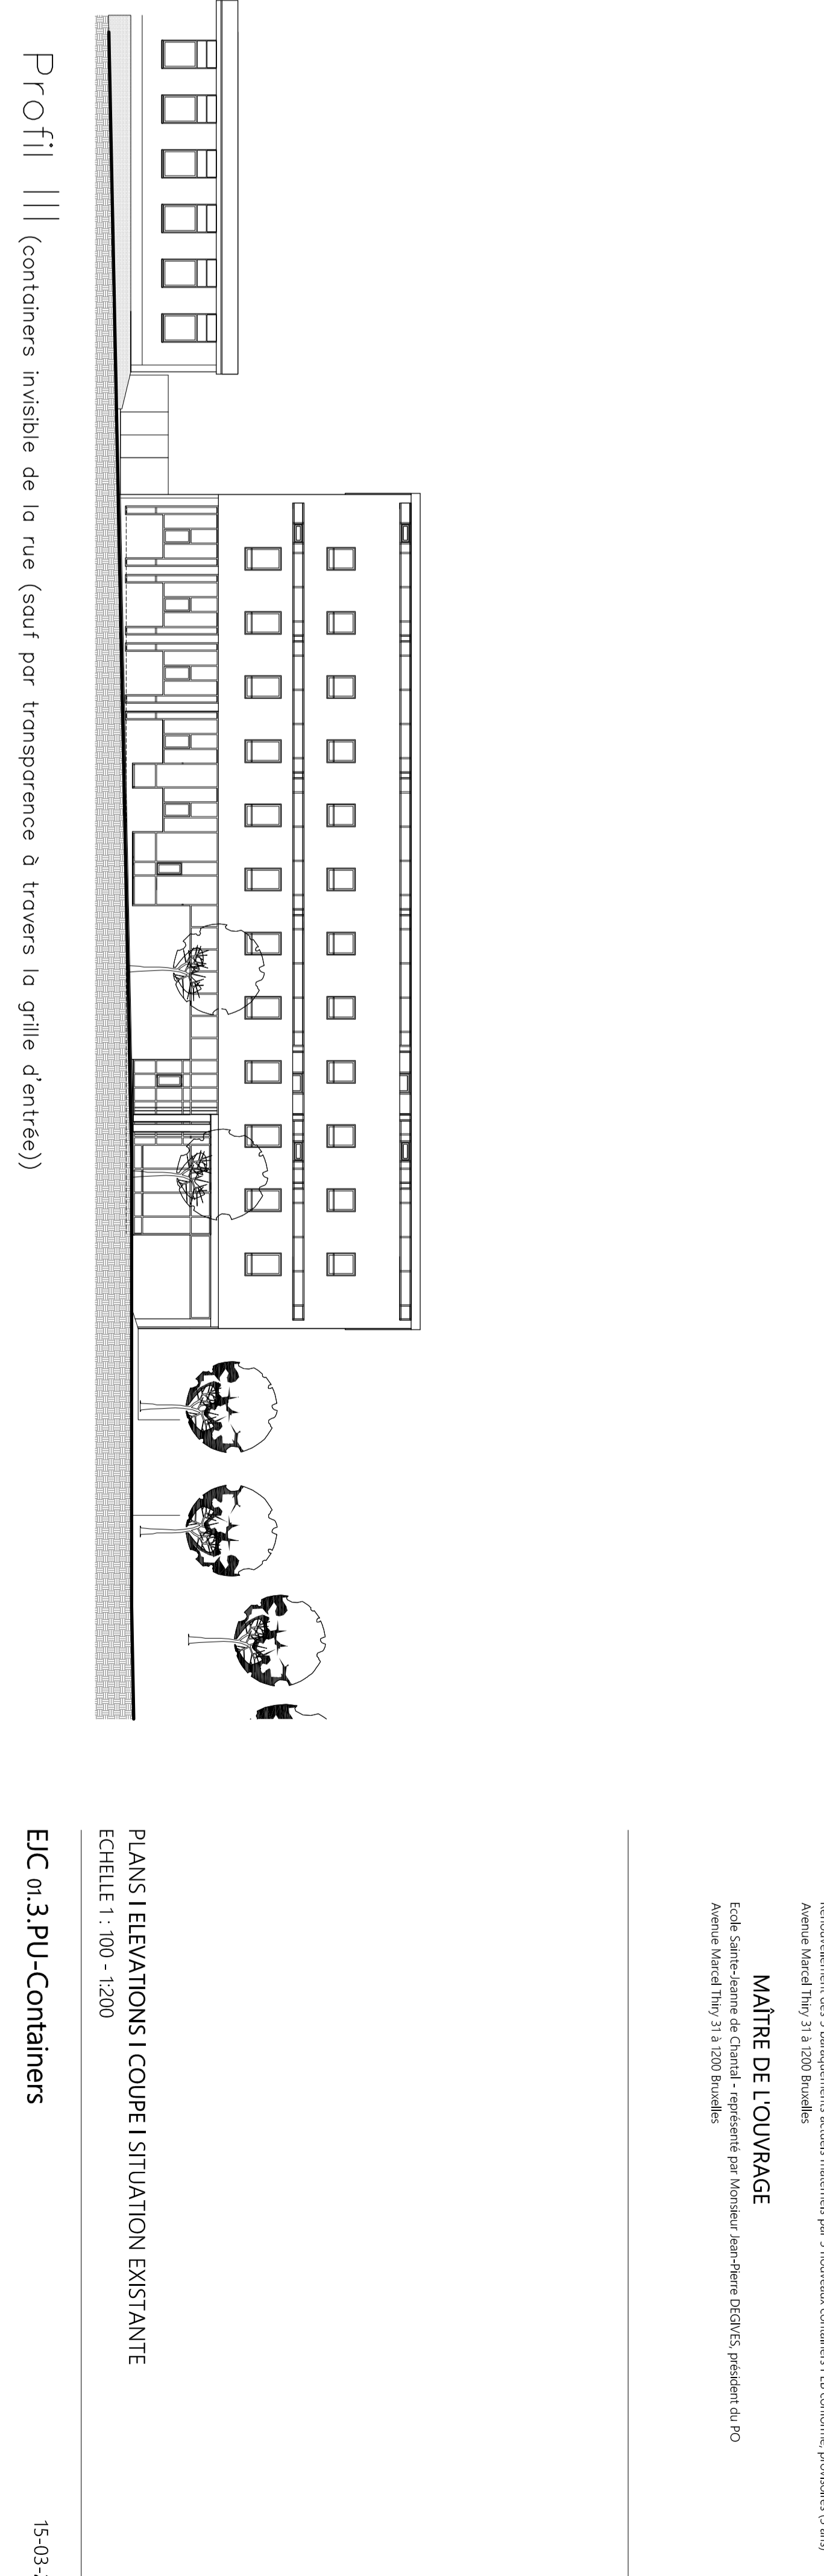 Profil III (containers invisible de la rue (sauf par transparence à travers la grille d'entrée))
Avenue Marcel Thiry 31 à 1200 Bruxelles
MAÎTRE DE L'OUVRAGE
Ecole Sainte-Jeanne de Chantal - représenté par Monsieur Jean-Pierre DEGIVES, président du PO
Avenue Marcel Thiry 31 à 1200 Bruxelles
PLANS I ELEVATIONS I COUPE I SITUATION EXISTANTE
ECHELLE 1 : 100 - 1:200
EJC 01.3.PU-Containers
15-03-